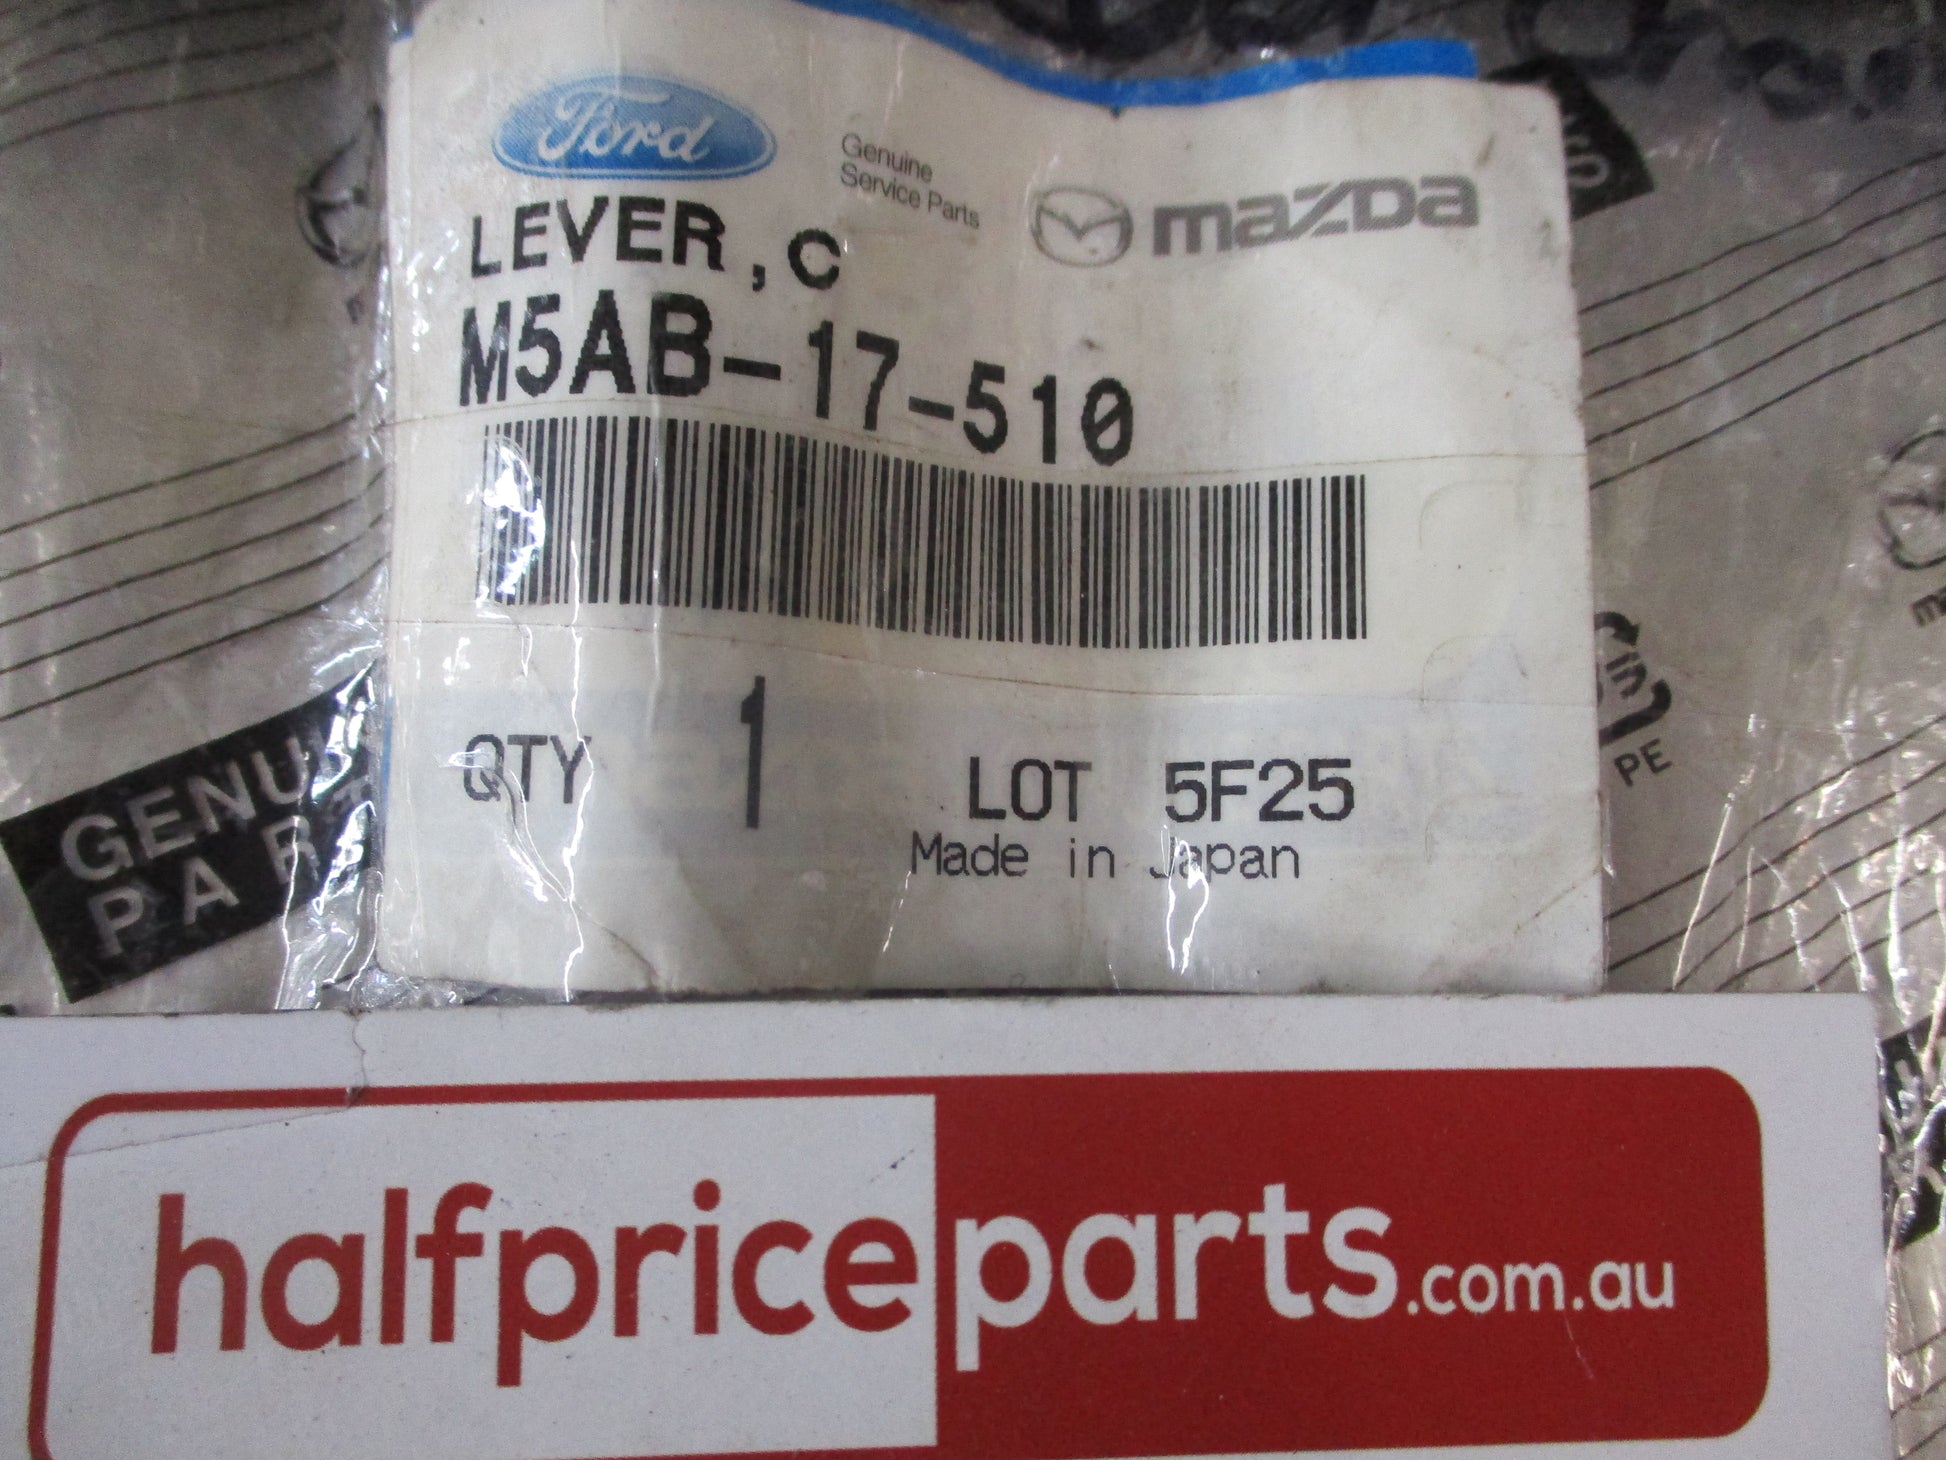 Ford
Genuine
Service Parts
mazda
LEVER,C
M5AB-17-510
QTY 1 LOT 5F25
Made in Japan
PE
halfpriceparts.com.au